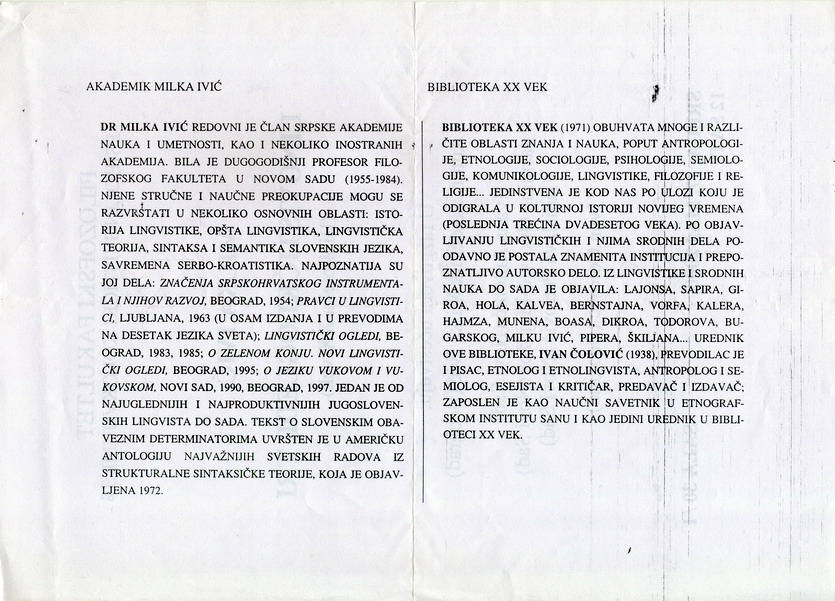 AKADEMIK MILKA IVIĆ
DR MILKA IVIĆ REDOVNI JE ČLAN SRPSKE AKADEMIJE
NAUKA I UMETNOSTI, KAO I NEKOLIKO INOSTRANIH
AKADEMIJA. BILA JE DUGOGODIŠNJI PROFESOR FILO-
ZOFSKOG FAKULTETA U NOVOM SADU (1955-1984).
NJENE STRUČNE I NAUČNE PREOKUPACIJE MOGU SE
RAZVRSTATI U NEKOLIKO OSNOVNIH OBLASTI: ISTO-
RIJA LINGVISTIKE, OPŠTA LINGVISTIKA, LINGVISTIČKA
TEORIJA, SINTAKSA I SEMANTIKA SLOVENSKIH JEZIKA,
SAVREMENA SERBO-KROATISTIKA. NAJPOZNATIJA SU
JOJ DELA: ZNAČENJA SRPSKOHRVATSKOG INSTRUMENTA-
LA I NJIHOV RAZVOJ, BEOGRAD, 1954; PRAVCI U LINGVISTI-
CI, LJUBLJANA, 1963 (U OSAM IZDANJA I U PREVODIMA
NA DESETAK JEZIKA SVETA); LINGVISTIČKI OGLEDI, BE-
OGRAD, 1983, 1985; O ZELENOM KONJU. NOVI LINGVISTI-
ČKI OGLEDI, BEOGRAD, 1995; O JEZIKU VUKOVOM I VU-
KOVSKOM, NOVI SAD, 1990, BEOGRAD, 1997. JEDAN JE OD
NAJUGLEDNIJIH I NAJPRODUKTIVNIJIH JUGOSLOVEN-
SKIH LINGVISTA DO SADA. TEKST O SLOVENSKIM OBA-
VEZNIM DETERMINATORIMA UVRŠTEN JE U AMERIČKU
ANTOLOGIJU NAJVAŽNIJIH SVETSKIH RADOVA IZ
STRUKTURALNE SINTAKSIČKE TEORIJE, KOJA JE OBJAV-
LJENA 1972.
BIBLIOTEKA XX VEK
BIBLIOTEKA XX VEK (1971) OBUHVATA MNOGE I RAZLI-
ČITE OBLASTI ZNANJA I NAUKA, POPUT ANTROPOLOGI-
JE, ETNOLOGIJE, SOCIOLOGIJE, PSIHOLOGIJE, SEMIOLO-
GIJE, KOMUNIKOLOGIJE, LINGVISTIKE, FILOZOFIJE I RE-
LIGIJE... JEDINSTVENA JE KOD NAS PO ULOZI KOJU JE
ODIGRALA U KOLTURNOJ ISTORIJI NOVIJEG VREMENA
(POSLEDNJA TREĆINA DVADESETOG VEKA). PO OBJAV-
LJIVANJU LINGVISTIČKIH I NJIMA SRODNIH DELA PO-
ODAVNO JE POSTALA ZNAMENITA INSTITUCIJA I PREPO-
ZNATLJIVO AUTORSKO DELO. IZ LINGVISTIKE I SRODNIH
NAUKA DO SADA JE OBJAVILA: LAJONSA, SAPIRA, GI-
ROA, HOLA, KALVEA, BERNSTAJNA, VORFA, KALERA,
HAJMZA, MUNENA, BOASA, DIKROA, TODOROVA, BU-
GARSKOG, MILKU IVIĆ, PIPERA, ŠKILJANA... UREDNIK
OVE BIBLIOTEKE, IVAN ČOLOVIĆ (1938), PREVODILAC JE
I PISAC, ETNOLOG I ETNOLINGVISTA, ANTROPOLOG I SE-
MIOLOG, ESEJISTA I KRITIČAR, PREDAVAČ I IZDAVAČ;
ZAPOSLEN JE KAO NAUČNI SAVETNIK U ETNOGRAF-
SKOM INSTITUTU SANU I KAO JEDINI UREDNIK U BIBLI-
OTECI XX VEK.